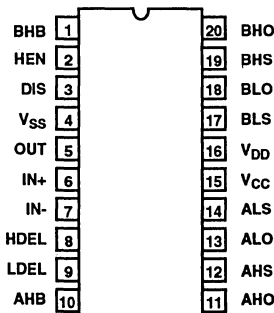 BHB 1 20 BHO
HEN 2 19 BHS
DIS 3 18 BLO
VSS 4 17 BLS
OUT 5 16 VDD
IN+ 6 15 VCC
IN- 7 14 ALS
HDEL 8 13 ALO
LDEL 9 12 AHS
AHB 10 11 AHO